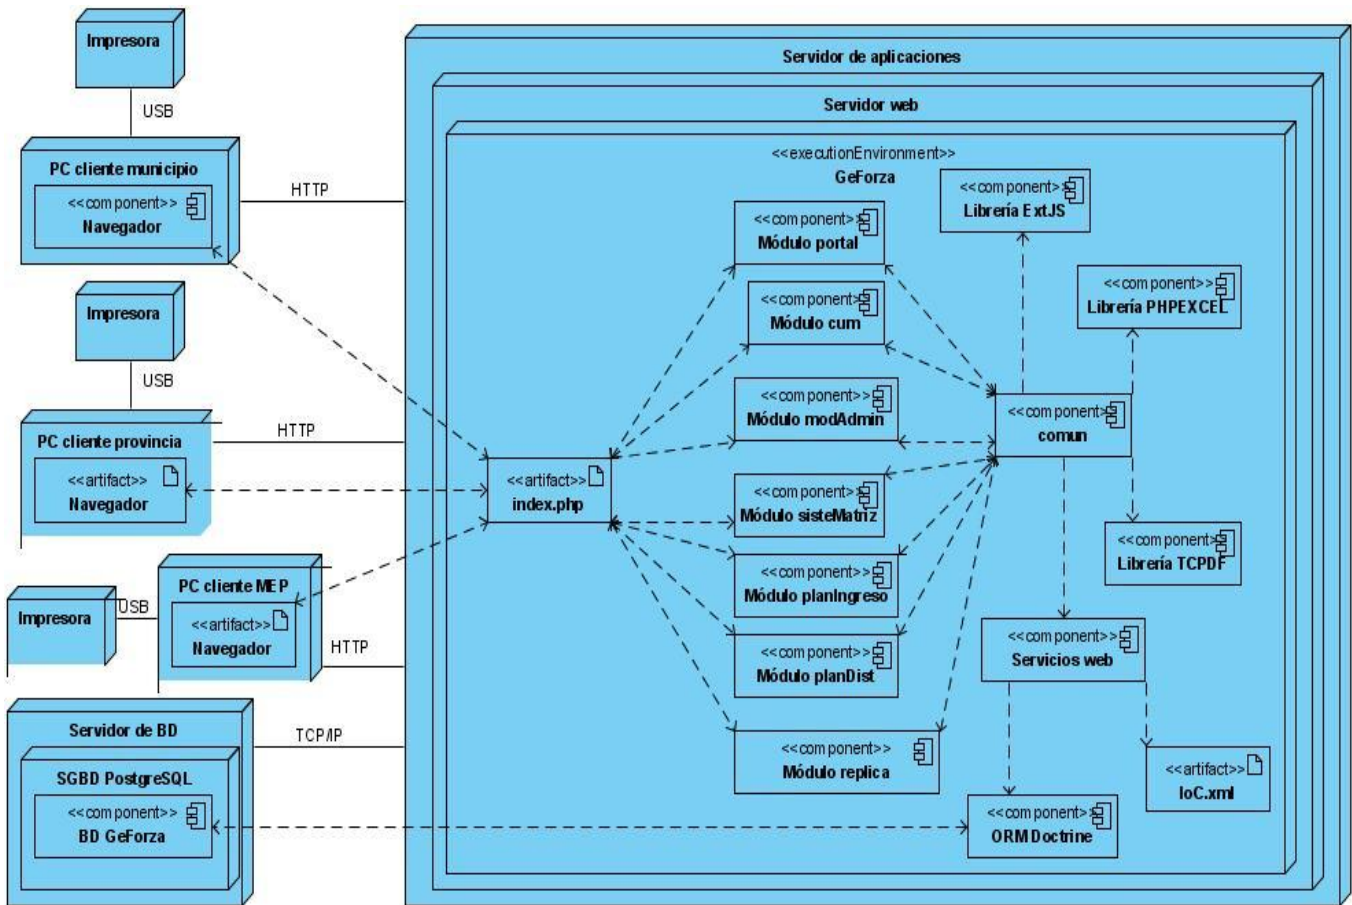 Impresora
USB
PC cliente municipio
<<component>>
Navegador
HTTP
Impresora
USB
PC cliente provincia
<<artifact>>
Navegador
HTTP
Impresora
USB
PC cliente MEP
<<artifact>>
Navegador
HTTP
Servidor de BD
SGBD PostgreSQL
<<component>>
BD GeForza
TCP/IP
Servidor de aplicaciones
Servidor web
<<executionEnvironment>>
GeForza
<<artifact>>
index.php
<<component>>
Módulo portal
<<component>>
Módulo cum
<<component>>
Módulo modAdmin
<<component>>
Módulo sisteMatriz
<<component>>
Módulo planIngreso
<<component>>
Módulo planDist
<<component>>
Módulo replica
<<component>>
Librería ExtJS
<<component>>
Librería PHPEXCEL
<<component>>
comun
<<component>>
Librería TCPDF
<<component>>
Servicios web
<<artifact>>
IoC.xml
<<component>>
ORM Doctrine